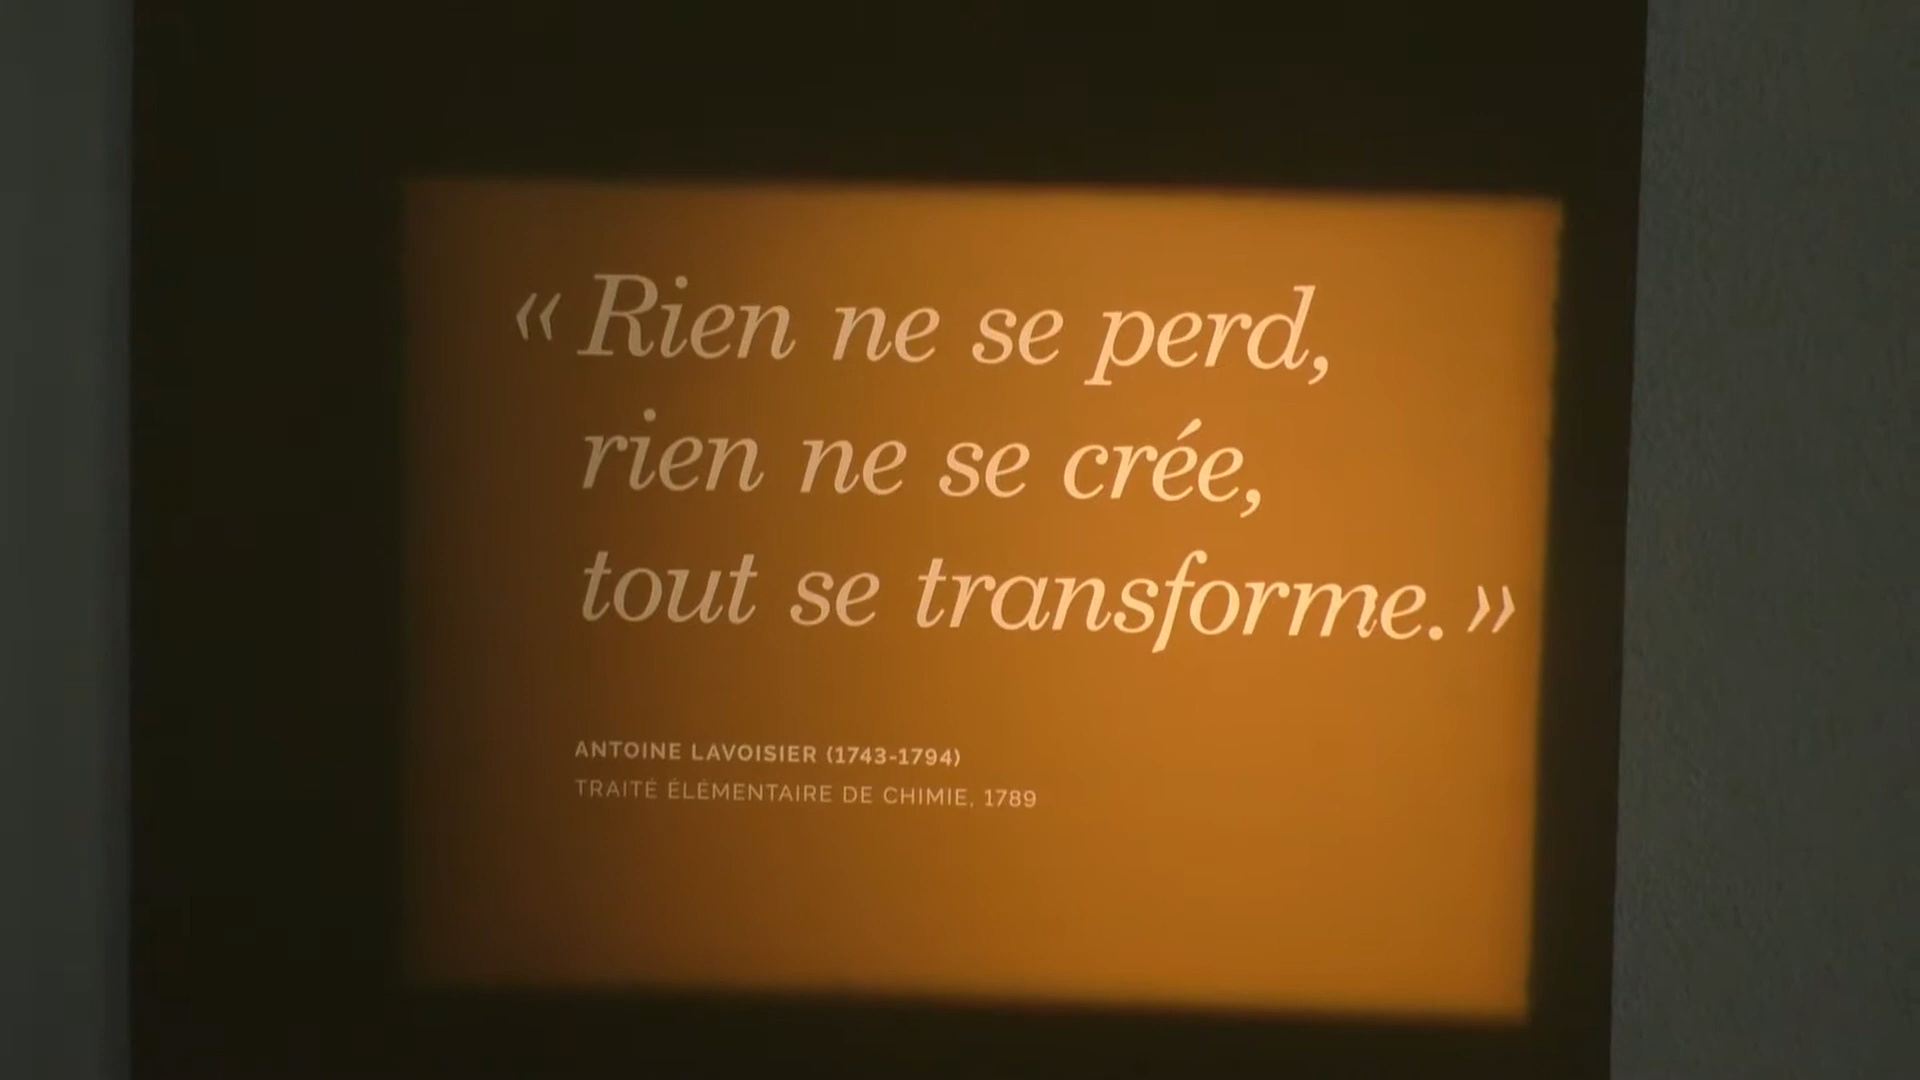 « Rien ne se perd,
rien ne se crée,
tout se transforme. »
ANTOINE LAVOISIER (1743-1794)
TRAITÉ ÉLÉMENTAIRE DE CHIMIE, 1789